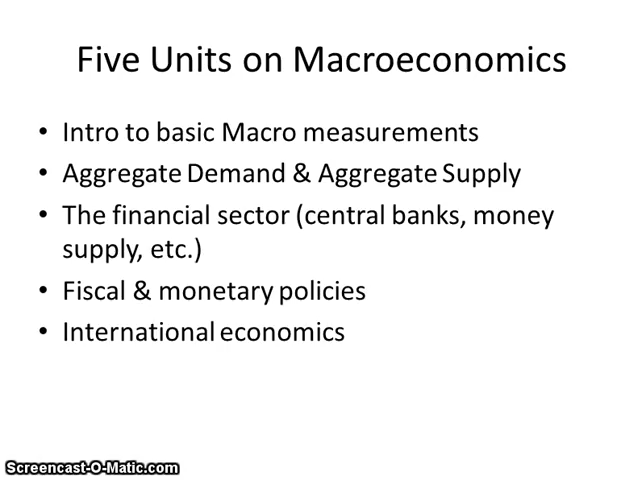 Five Units on Macroeconomics
• Intro to basic Macro measurements
• Aggregate Demand & Aggregate Supply
• The financial sector (central banks, money
supply, etc.)
• Fiscal & monetary policies
• International economics
Screencast-O-Matic.com